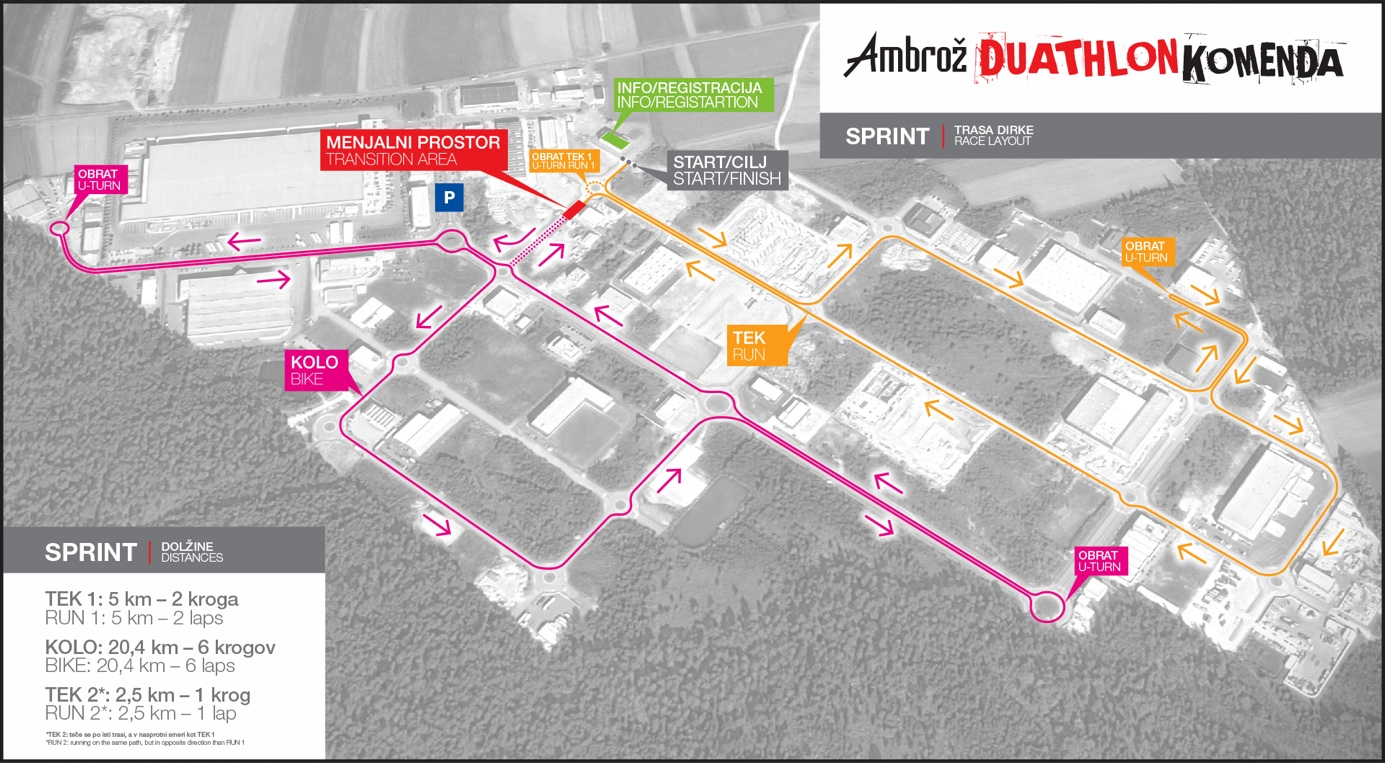 Ambrož DUATHLON KOMENDA
SPRINT | TRASA DIRKE
RACE LAYOUT
INFO/REGISTRACIJA
INFO/REGISTARTION
MENJALNI PROSTOR
TRANSITION AREA
OBRAT TEK 1
U-TURN RUN 1
START/CILJ
START/FINISH
OBRAT
U-TURN
P
OBRAT
U-TURN
TEK
RUN
KOLO
BIKE
OBRAT
U-TURN
SPRINT | DOLŽINE
DISTANCES
TEK 1: 5 km – 2 kroga
RUN 1: 5 km – 2 laps
KOLO: 20,4 km – 6 krogov
BIKE: 20,4 km – 6 laps
TEK 2*: 2,5 km – 1 krog
RUN 2*: 2,5 km – 1 lap
*TEK 2: teče se po isti trasi, a v naaprotni ameri kot TEK 1
*RUN 2: running on the same path, but in opposite direction than RUN 1